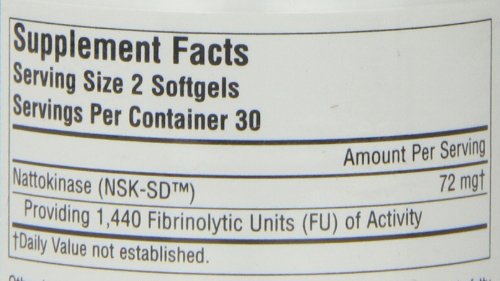 Supplement Facts
Serving Size 2 Softgels
Servings Per Container 30
Amount Per Serving
Nattokinase (NSK-SD™) 72 mg†
Providing 1,440 Fibrinolytic Units (FU) of Activity
†Daily Value not established.